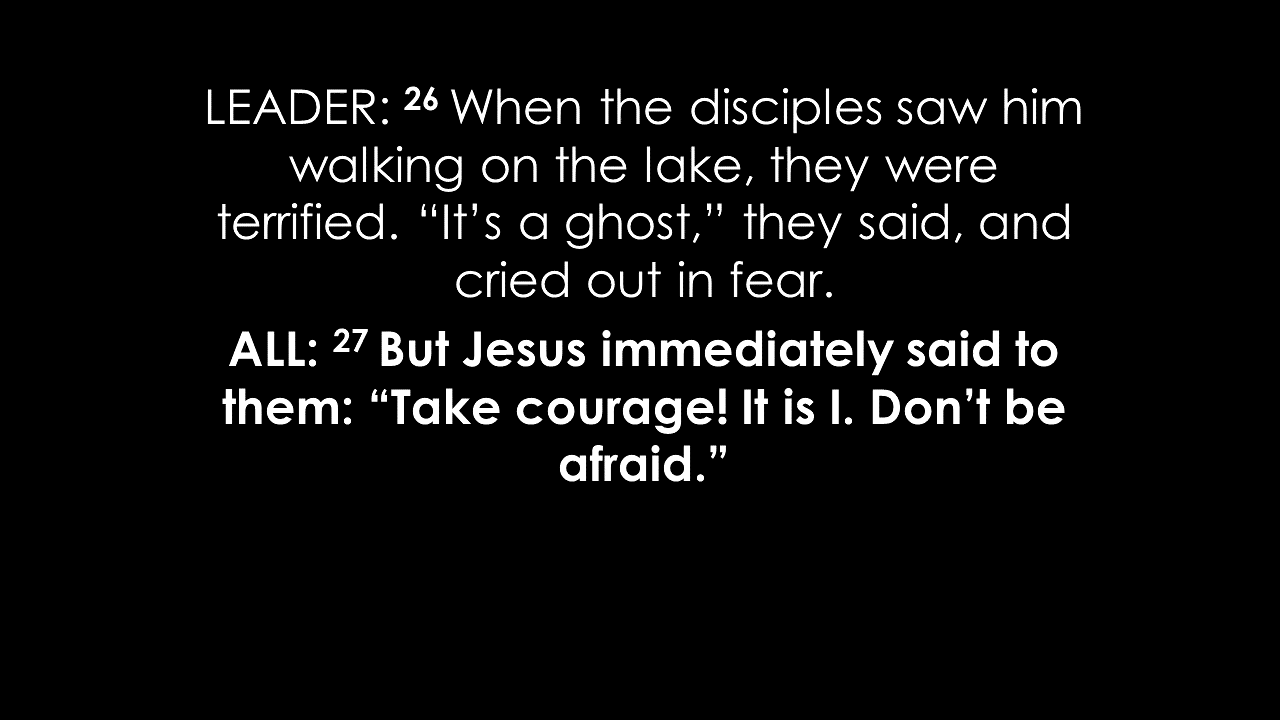 LEADER: 26 When the disciples saw him
walking on the lake, they were
terrified. “It’s a ghost,” they said, and
cried out in fear.
ALL: 27 But Jesus immediately said to
them: “Take courage! It is I. Don’t be
afraid.”